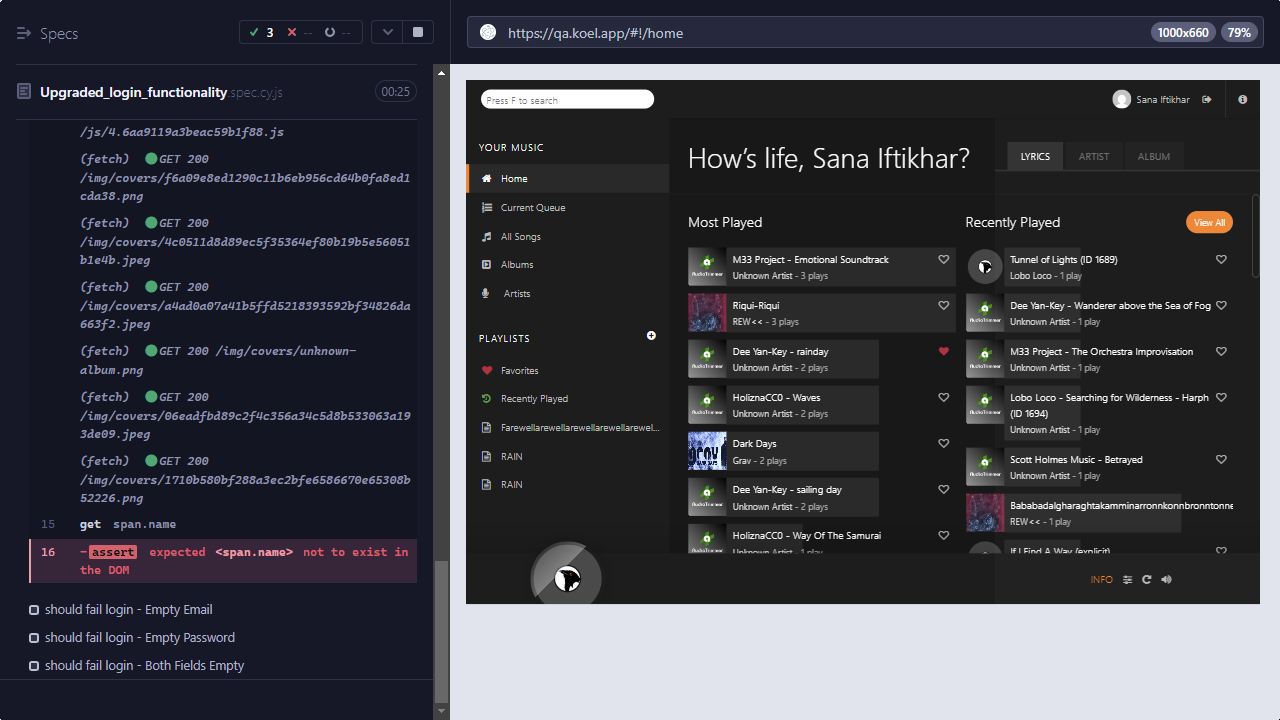 Specs
3
--
--
Upgraded_login_functionality.spec.cy.js
00:25
/js/4.6aa9119a3beac59b1f88.js
(fetch) GET 200
/img/covers/f6a09e8ed1290c11b6eb956cd64b0fa8ed1
cda38.png
(fetch) GET 200
/img/covers/4c0511d8d89ec5f35364ef80b19b5e56051
b1e4b.jpeg
(fetch) GET 200
/img/covers/a4ad0a07a41b5ffd5218393592bf34826da
663f2.jpeg
(fetch) GET 200 /img/covers/unknown-
album.png
(fetch) GET 200
/img/covers/06eadfbd89c2f4c356a34c5d8b533063a19
3de09.jpeg
(fetch) GET 200
/img/covers/1710b580bf288a3ec2bfe6586670e65308b
52226.png
15 get span.name
16 -assert expected <span.name> not to exist in
the DOM
should fail login - Empty Email
should fail login - Empty Password
should fail login - Both Fields Empty
https://qa.koel.app/#!/home
1000x660
79%
Press F to search
Sana Iftikhar
YOUR MUSIC
Home
Current Queue
All Songs
Albums
Artists
PLAYLISTS
Favorites
Recently Played
Farewellarewellarewellarewellarewel...
RAIN
RAIN
How's life, Sana Iftikhar?
LYRICS
ARTIST
ALBUM
Most Played
M33 Project - Emotional Soundtrack
Unknown Artist - 3 plays
Riqui-Riqui
REW<< - 3 plays
Dee Yan-Key - rainday
Unknown Artist - 2 plays
HoliznaCC0 - Waves
Unknown Artist - 2 plays
Dark Days
Grav - 2 plays
Dee Yan-Key - sailing day
Unknown Artist - 2 plays
HoliznaCC0 - Way Of The Samurai
Unknown Artist - 1 play
Recently Played
View All
Tunnel of Lights (ID 1689)
Lobo Loco - 1 play
Dee Yan-Key - Wanderer above the Sea of Fog
Unknown Artist - 1 play
M33 Project - The Orchestra Improvisation
Unknown Artist - 1 play
Lobo Loco - Searching for Wilderness - Harph
(ID 1694)
Unknown Artist - 1 play
Scott Holmes Music - Betrayed
Unknown Artist - 1 play
Bababadalgharaghtakamminarronnkonnbronntonne
REW<< - 1 play
If I Find A Way (explicit)
INFO